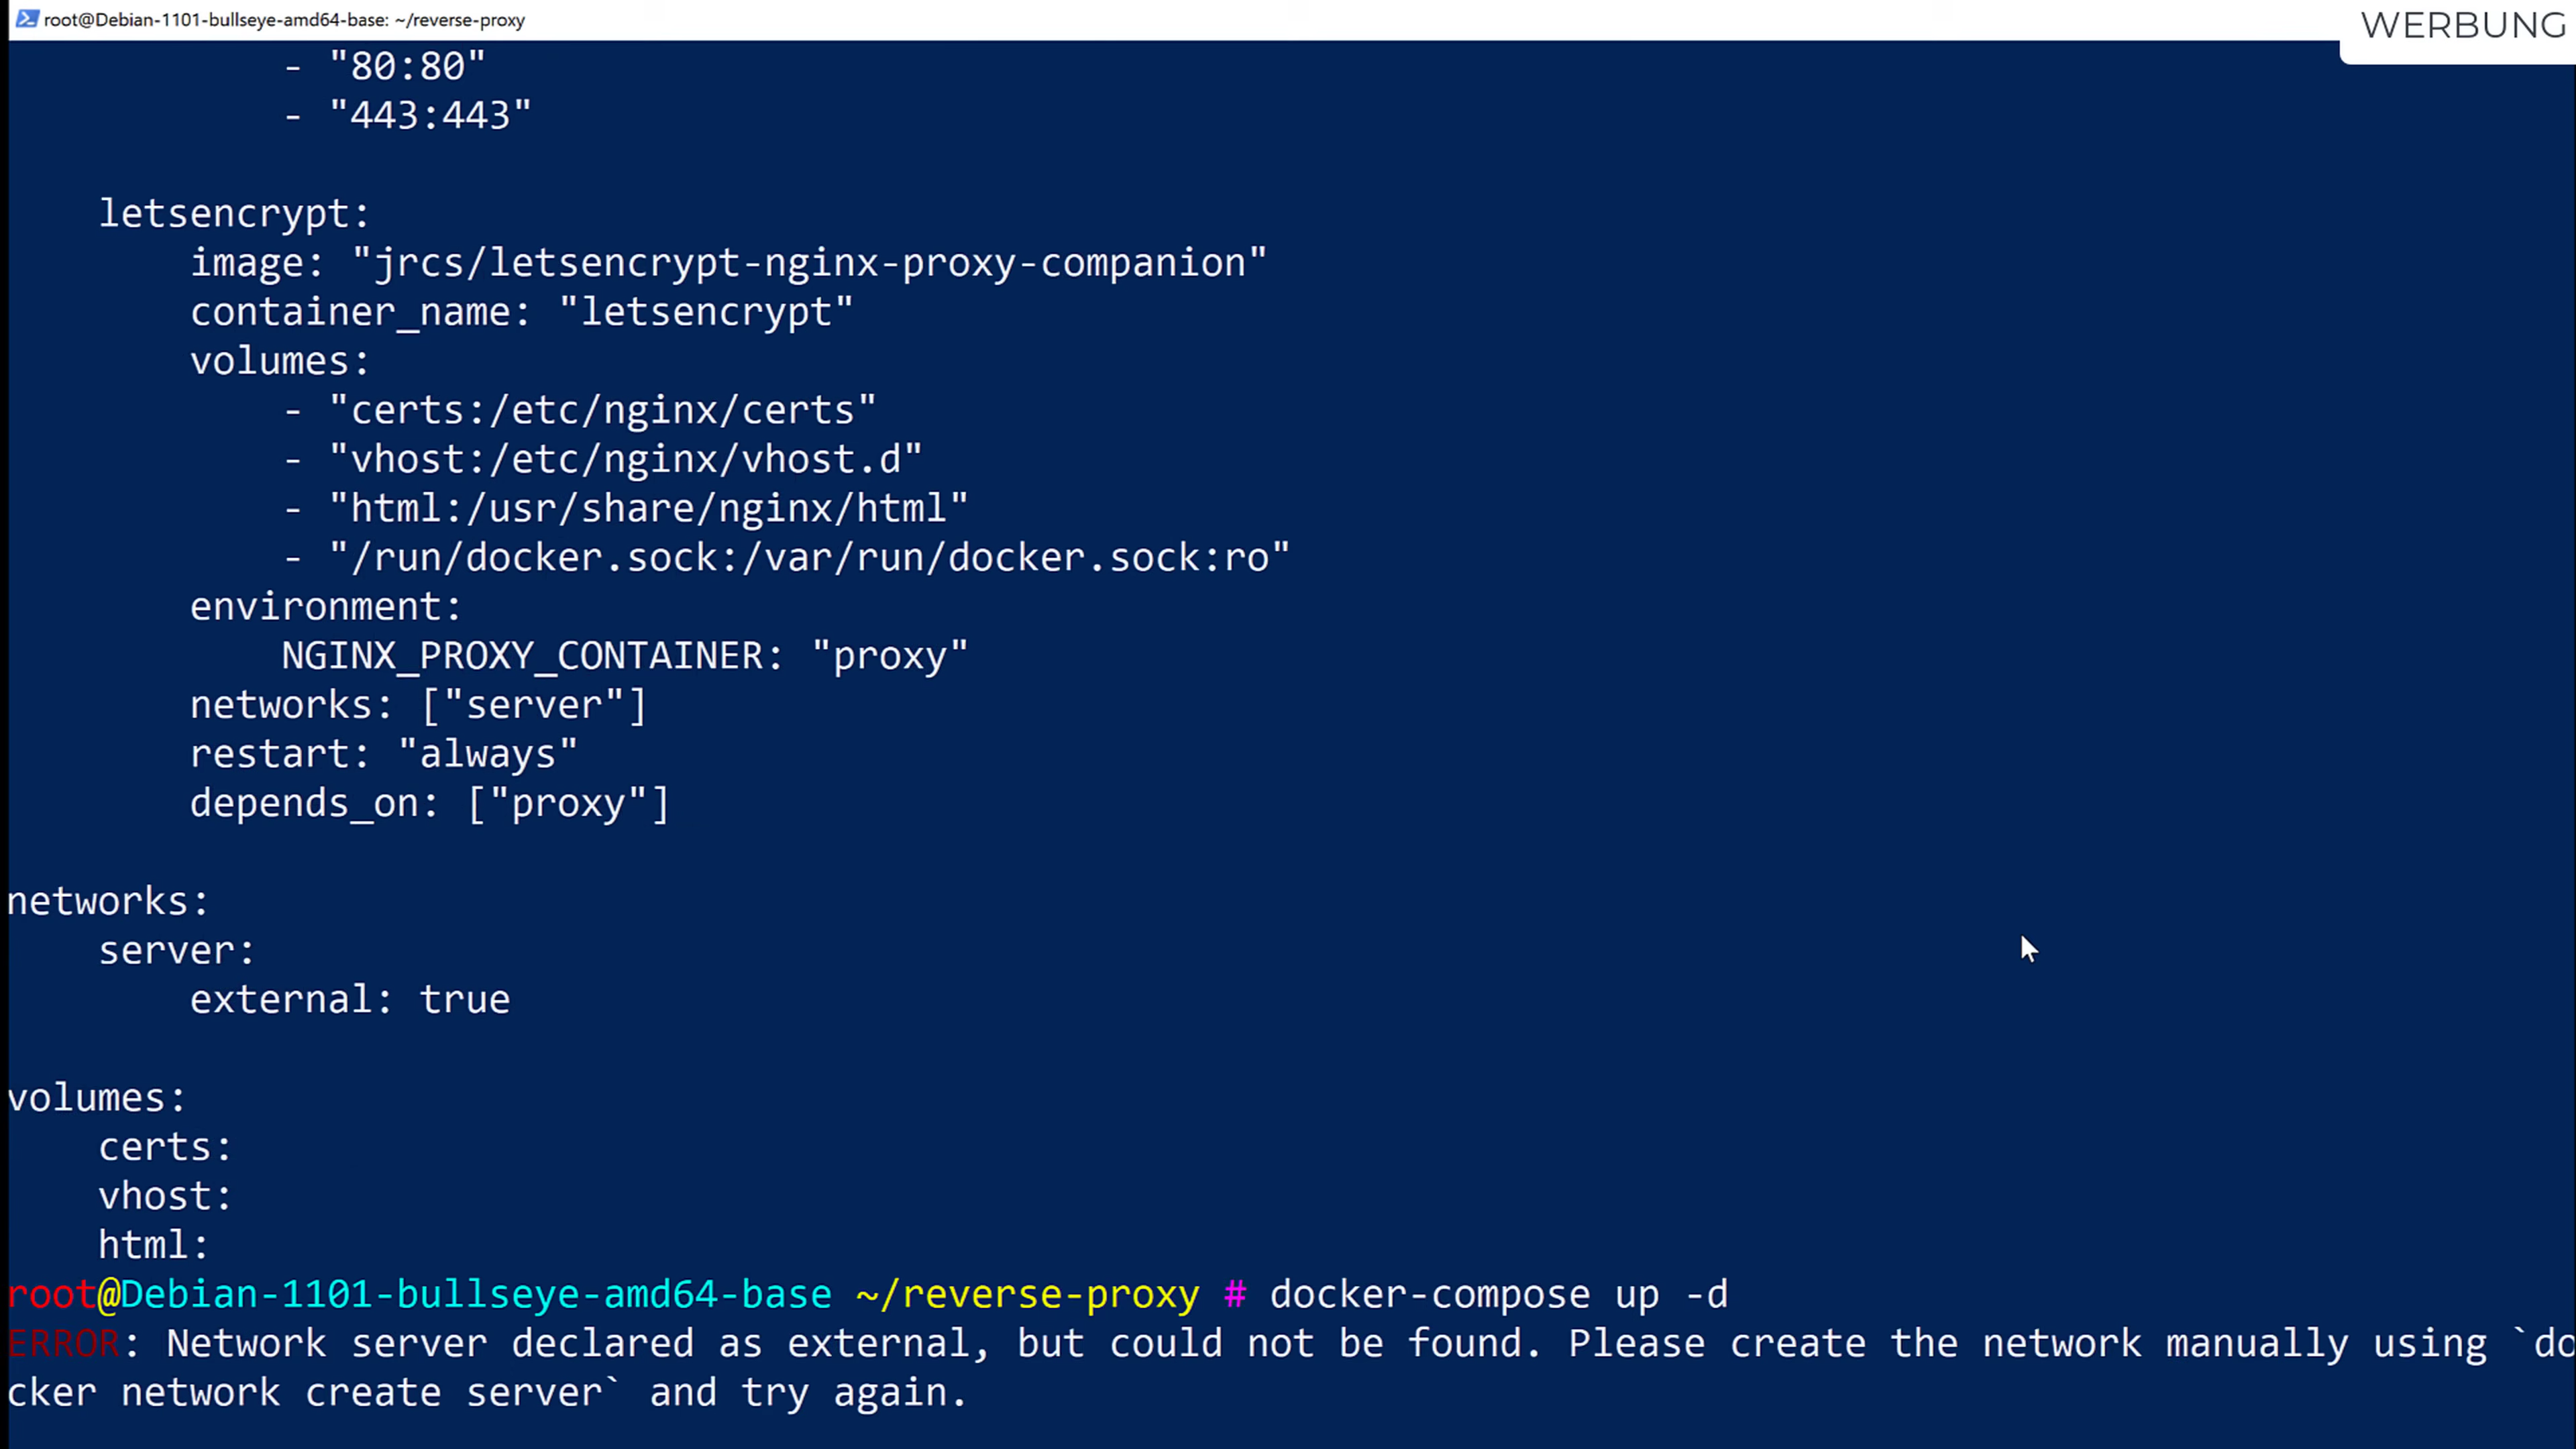 root@Debian-1101-bullseye-amd64-base: ~/reverse-proxy
WERBUNG
- "80:80"
- "443:443"
letsencrypt:
image: "jrcs/letsencrypt-nginx-proxy-companion"
container_name: "letsencrypt"
volumes:
- "certs:/etc/nginx/certs"
- "vhost:/etc/nginx/vhost.d"
- "html:/usr/share/nginx/html"
- "/run/docker.sock:/var/run/docker.sock:ro"
environment:
NGINX_PROXY_CONTAINER: "proxy"
networks: ["server"]
restart: "always"
depends_on: ["proxy"]
networks:
server:
external: true
volumes:
certs:
vhost:
html:
root@Debian-1101-bullseye-amd64-base ~/reverse-proxy # docker-compose up -d
ERROR: Network server declared as external, but could not be found. Please create the network manually using `do
cker network create server` and try again.